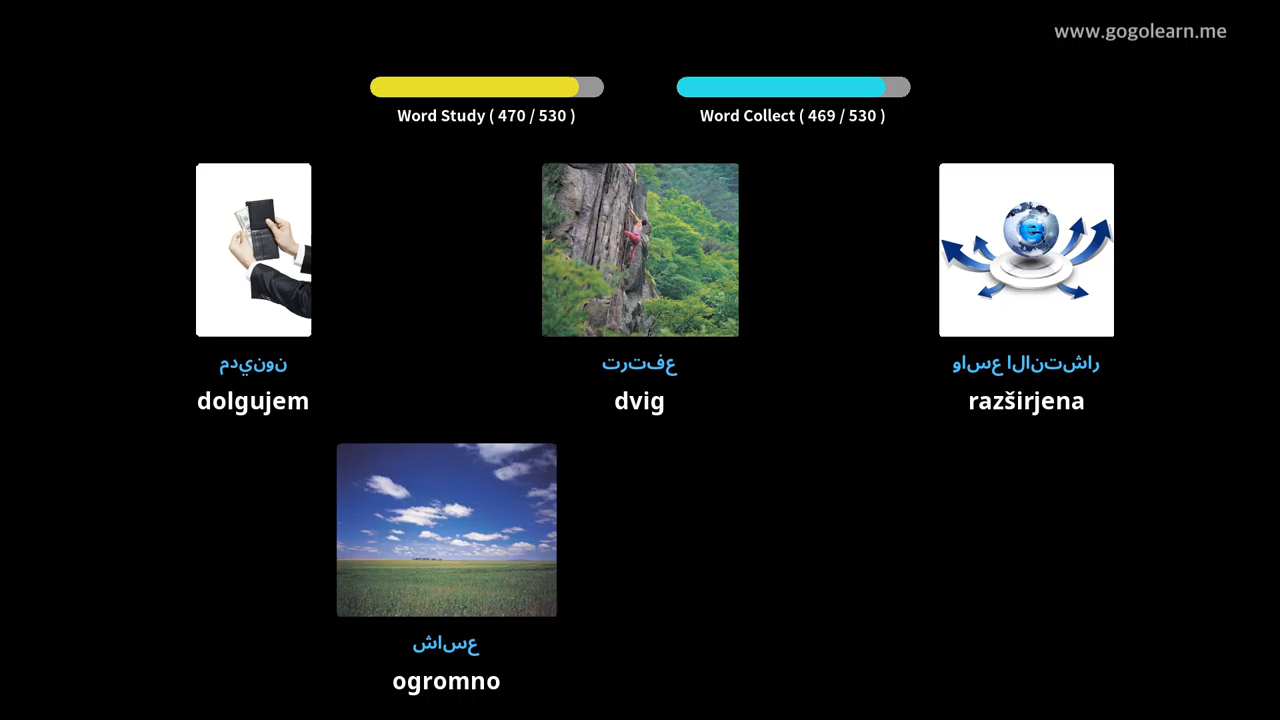 www.gogolearn.me
Word Study ( 470 / 530 )
Word Collect ( 469 / 530 )
مدينون
dolgujem
ترتفع
dvig
واسع الانتشار
razširjena
شاسع
ogromno